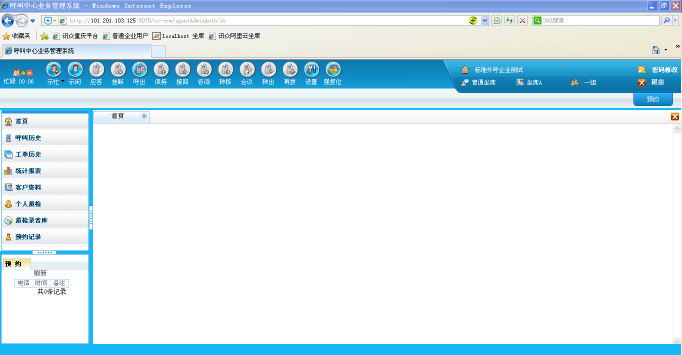 呼叫中心业务管理系统 - Windows Internet Explorer
http://101.201.103.125:8078/ccorm/agentAdminAuth.do
360搜索
收藏夹 讯众重庆平台 普通企业用户 localhost 坐席 讯众阿里云坐席
呼叫中心业务管理系统
忙碌 00:06
示忙 示闲 应答 挂断 呼出 保持 接回 咨询 转移 会议 转出 再拨 设置 强复位
标准外呼企业测试 密码修改
普通坐席 坐席A 一组 退出
预约
首页
首页
呼叫历史
工单历史
统计报表
客户资料
个人质检
质检录音库
预约记录
预 约
刷新
电话 时间 备注
共0条记录